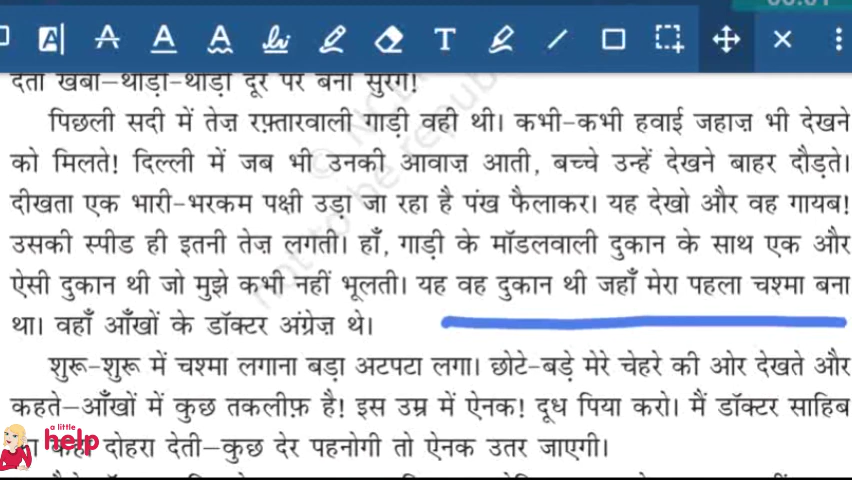 देता खंबा—थोड़ी-थोड़ी दूर पर बनी सुरंगें!
पिछली सदी में तेज़ रफ़्तारवाली गाड़ी वही थी। कभी-कभी हवाई जहाज़ भी देखने
को मिलते! दिल्ली में जब भी उनकी आवाज़ आती, बच्चे उन्हें देखने बाहर दौड़ते।
दीखता एक भारी-भरकम पक्षी उड़ा जा रहा है पंख फैलाकर। यह देखो और वह गायब!
उसकी स्पीड ही इतनी तेज़ लगती। हाँ, गाड़ी के मॉडलवाली दुकान के साथ एक और
ऐसी दुकान थी जो मुझे कभी नहीं भूलती। यह वह दुकान थी जहाँ मेरा पहला चश्मा बना
था। वहाँ आँखों के डॉक्टर अंग्रेज़ थे।
शुरू-शुरू में चश्मा लगाना बड़ा अटपटा लगा। छोटे-बड़े मेरे चेहरे की ओर देखते और
कहते—आँखों में कुछ तकलीफ़ है! इस उम्र में ऐनक! दूध पिया करो। मैं डॉक्टर साहिब
दोहरा देती—कुछ देर पहनोगी तो ऐनक उतर जाएगी।
a little
help